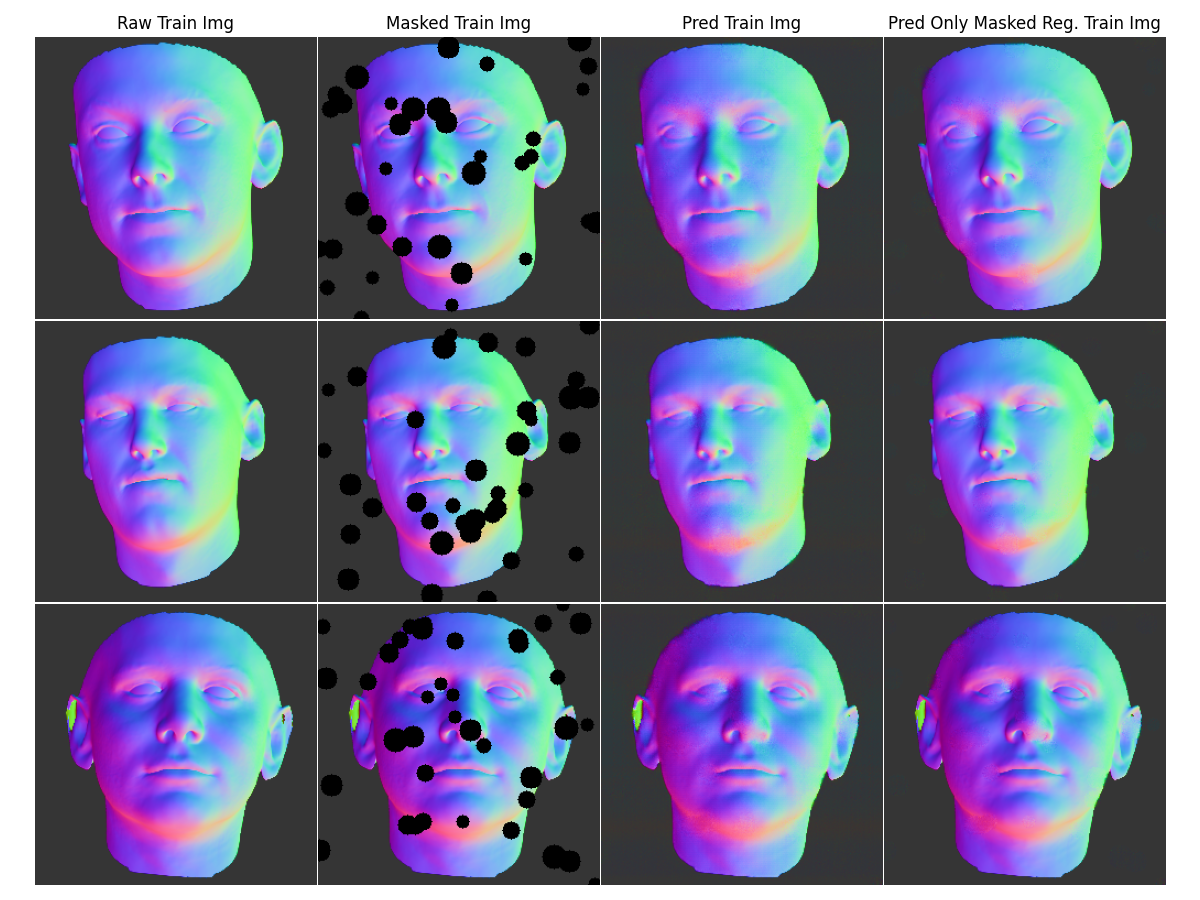 Raw Train Img
Masked Train Img
Pred Train Img
Pred Only Masked Reg. Train Img